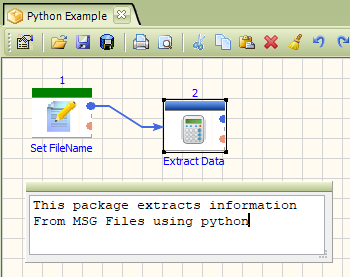 Python Example
1
2
Set FileName
Extract Data
This package extracts information
From MSG Files using python